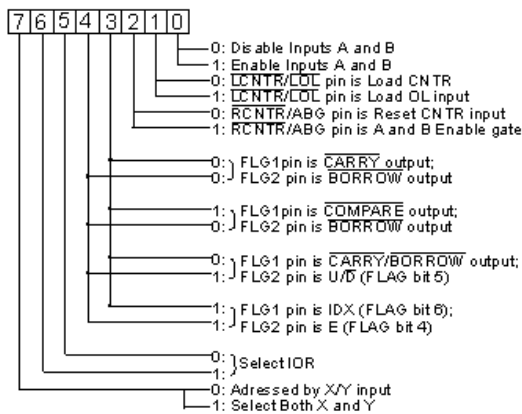 7 6 5 4 3 2 1 0
0: Disable Inputs A and B
1: Enable Inputs A and B
0: LCNTR/LOL pin is Load CNTR
1: LCNTR/LOL pin is Load OL input
0: RCNTR/ABG pin is Reset CNTR input
1: RCNTR/ABG pin is A and B Enable gate
0: FLG1pin is CARRY output;
0: FLG2 pin is BORROW output
1: FLG1pin is COMPARE output;
0: FLG2 pin is BORROW output
0: FLG1 pin is CARRY/BORROW output;
1: FLG2 pin is U/D (FLAG bit 5)
1: FLG1 pin is IDX (FLAG bit 6);
1: FLG2 pin is E (FLAG bit 4)
0: Select IOR
1:
0: Adressed by X/Y input
1: Select Both X and Y